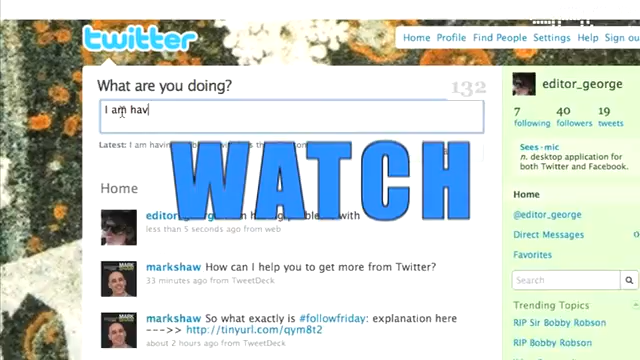 twitter
Home Profile Find People Settings Help Sign ou
What are you doing?
132
I am hav
Latest: I am havin
WATCH
Home
editor_george
with
less than 5 seconds ago from web
markshaw How can I help you to get more from Twitter?
33 minutes ago from TweetDeck
markshaw So what exactly is #followfriday: explanation here
---->> http://tinyurl.com/qym8t2
about 2 hours ago from TweetDeck
editor_george
7 40 19
following followers tweets
Sees·mic
n. desktop application for
both Twitter and Facebook.
Home
@editor_george
Direct Messages 0
Favorites
Search
Trending Topics
RIP Sir Bobby Robson
RIP Bobby Robson